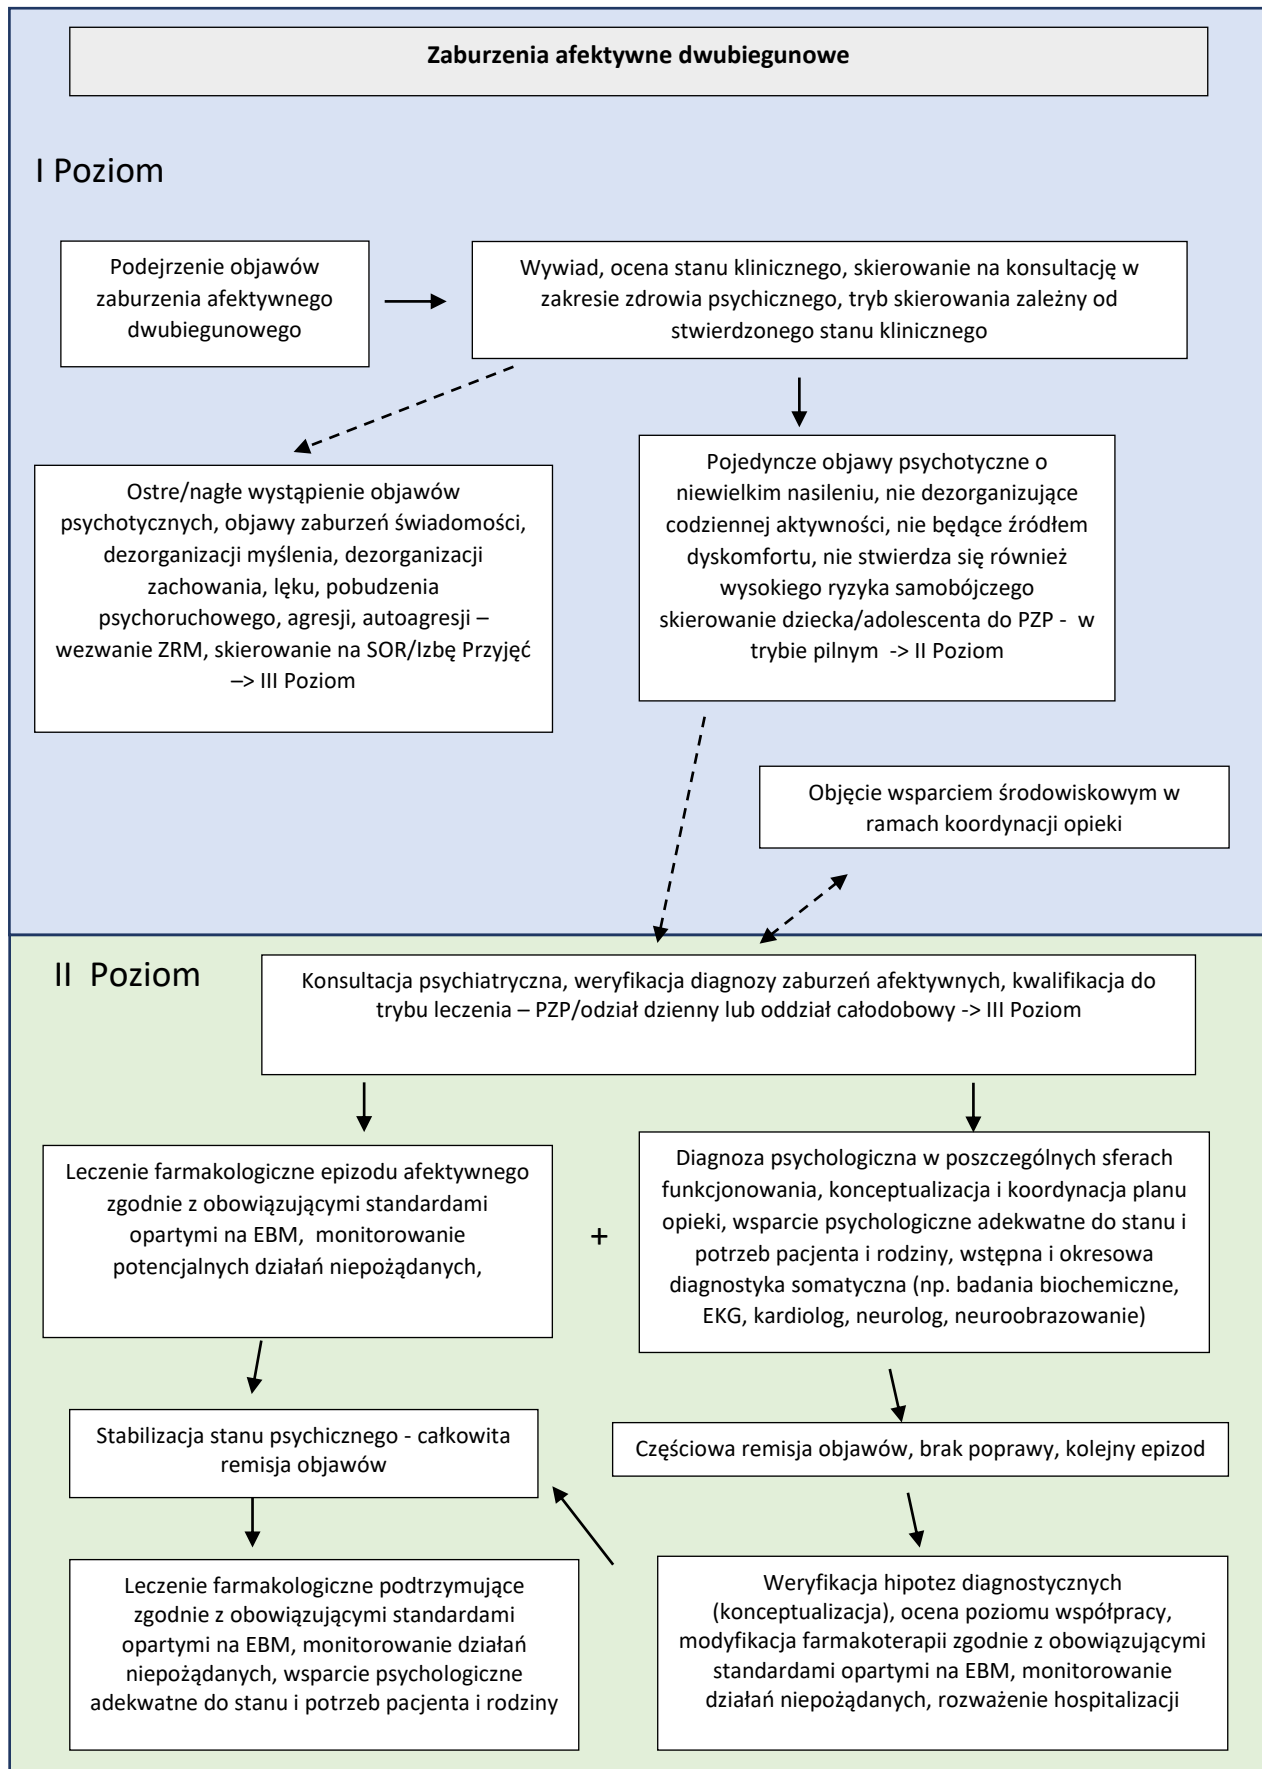 Zaburzenia afektywne dwubiegunowe
I Poziom
Podejrzenie objawów
zaburzenia afektywnego
dwubiegunowego
Wywiad, ocena stanu klinicznego, skierowanie na konsultację w
zakresie zdrowia psychicznego, tryb skierowania zależny od
stwierdzonego stanu klinicznego
Ostre/nagłe wystąpienie objawów
psychotycznych, objawy zaburzeń świadomości,
dezorganizacji myślenia, dezorganizacji
zachowania, lęku, pobudzenia
psychoruchowego, agresji, autoagresji –
wezwanie ZRM, skierowanie na SOR/Izbę Przyjęć
–> III Poziom
Pojedyncze objawy psychotyczne o
niewielkim nasileniu, nie dezorganizujące
codziennej aktywności, nie będące źródłem
dyskomfortu, nie stwierdza się również
wysokiego ryzyka samobójczego
skierowanie dziecka/adolescenta do PZP - w
trybie pilnym -> II Poziom
Objęcie wsparciem środowiskowym w
ramach koordynacji opieki
II Poziom
Konsultacja psychiatryczna, weryfikacja diagnozy zaburzeń afektywnych, kwalifikacja do
trybu leczenia – PZP/odział dzienny lub oddział całodobowy -> III Poziom
Leczenie farmakologiczne epizodu afektywnego
zgodnie z obowiązującymi standardami
opartymi na EBM, monitorowanie
potencjalnych działań niepożądanych,
+
Diagnoza psychologiczna w poszczególnych sferach
funkcjonowania, konceptualizacja i koordynacja planu
opieki, wsparcie psychologiczne adekwatne do stanu i
potrzeb pacjenta i rodziny, wstępna i okresowa
diagnostyka somatyczna (np. badania biochemiczne,
EKG, kardiolog, neurolog, neuroobrazowanie)
Stabilizacja stanu psychicznego - całkowita
remisja objawów
Częściowa remisja objawów, brak poprawy, kolejny epizod
Leczenie farmakologiczne podtrzymujące
zgodnie z obowiązującymi standardami
opartymi na EBM, monitorowanie działań
niepożądanych, wsparcie psychologiczne
adekwatne do stanu i potrzeb pacjenta i rodziny
Weryfikacja hipotez diagnostycznych
(konceptualizacja), ocena poziomu współpracy,
modyfikacja farmakoterapii zgodnie z obowiązującymi
standardami opartymi na EBM, monitorowanie
działań niepożądanych, rozważenie hospitalizacji